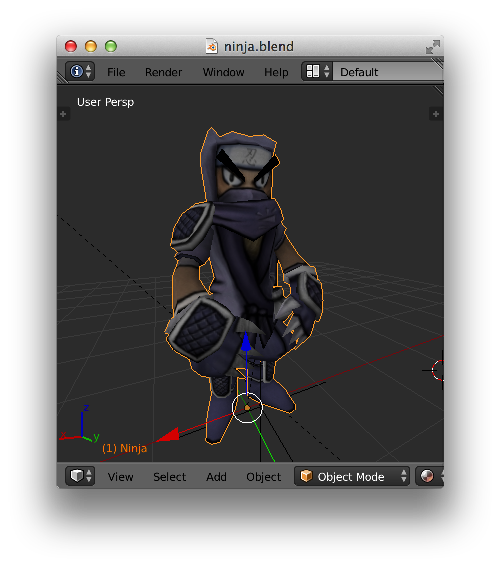 ninja.blend
File Render Window Help Default
User Persp
z
x y
(1) Ninja
View Select Add Object Object Mode